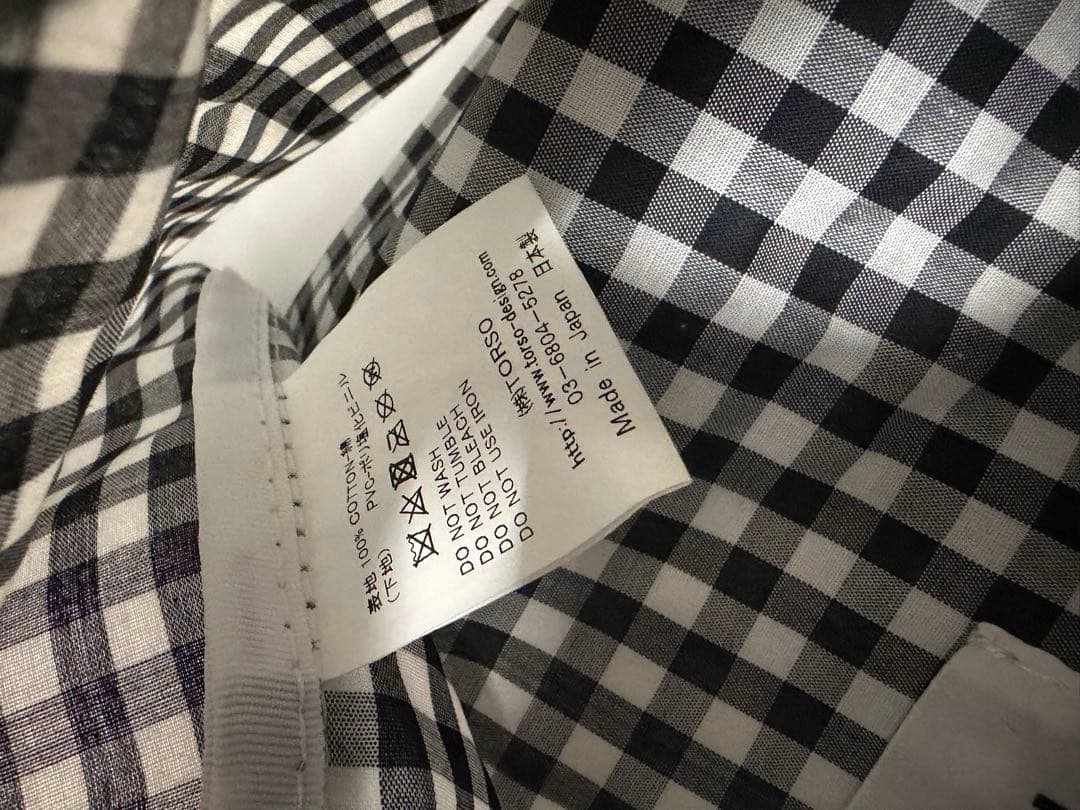 表地 100% COTTON 綿
(下地) PVC-ポリ塩化ビニル
DO NOT WASH
DO NOT TUMBLE
DO NOT BLEACH
DO NOT USE IRON
(株)TORSO
http://www.torso-design.com
03-6804-5278
Made in Japan 日本製